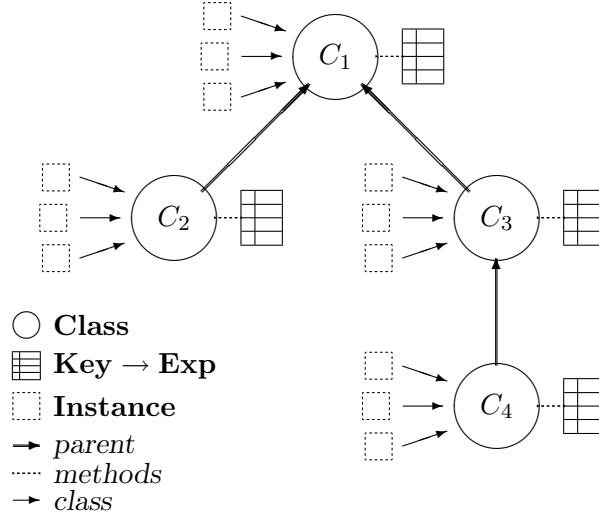 C₁
C₂
C₃
C₄
Class
Key → Exp
Instance
parent
methods
class